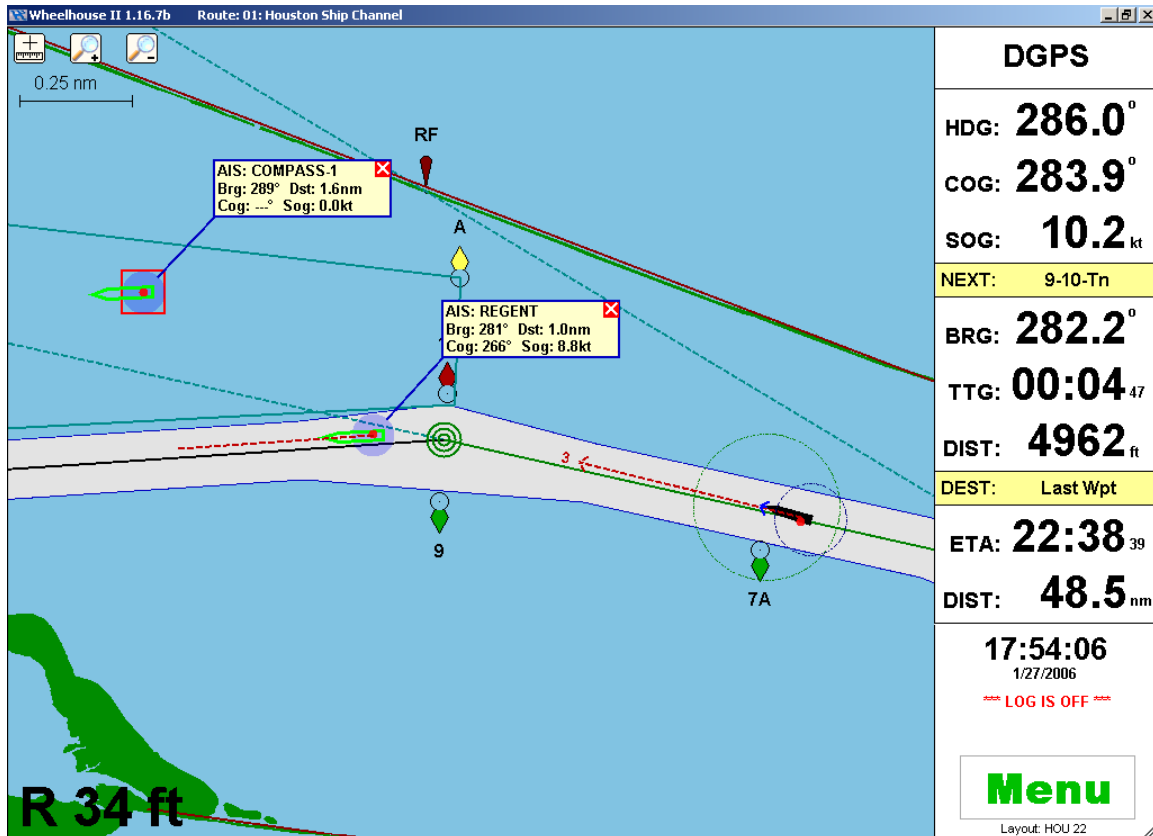 Wheelhouse II 1.16.7b Route: 01: Houston Ship Channel
0.25 nm
RF
AIS: COMPASS-1
Brg: 289° Dst: 1.6nm
Cog: ---° Sog: 0.0kt
A
AIS: REGENT
Brg: 281° Dst: 1.0nm
Cog: 266° Sog: 8.8kt
3
9
7A
R 34 ft
DGPS
HDG: 286.0°
COG: 283.9°
SOG: 10.2 kt
NEXT: 9-10-Tn
BRG: 282.2°
TTG: 00:04 47
DIST: 4962 ft
DEST: Last Wpt
ETA: 22:38 39
DIST: 48.5 nm
17:54:06
1/27/2006
*** LOG IS OFF ***
Menu
Layout: HOU 22